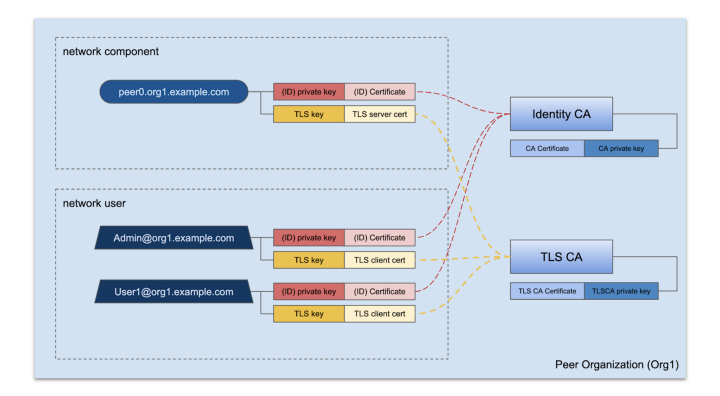 network component
peer0.org1.example.com
(ID) private key
(ID) Certificate
TLS key
TLS server cert
Identity CA
CA Certificate
CA private key
network user
Admin@org1.example.com
(ID) private key
(ID) Certificate
TLS key
TLS client cert
TLS CA
TLS CA Certificate
TLSCA private key
User1@org1.example.com
(ID) private key
(ID) Certificate
TLS key
TLS client cert
Peer Organization (Org1)